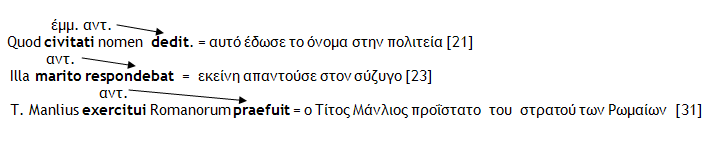 έμμ. αντ.
Quod civitati nomen dedit. = αυτό έδωσε το όνομα στην πολιτεία [21]
αντ.
Illa marito respondebat = εκείνη απαντούσε στον σύζυγο [23]
αντ.
T. Manlius exercitui Romanorum praefuit = ο Τίτος Μάνλιος προΐστατο του στρατού των Ρωμαίων [31]